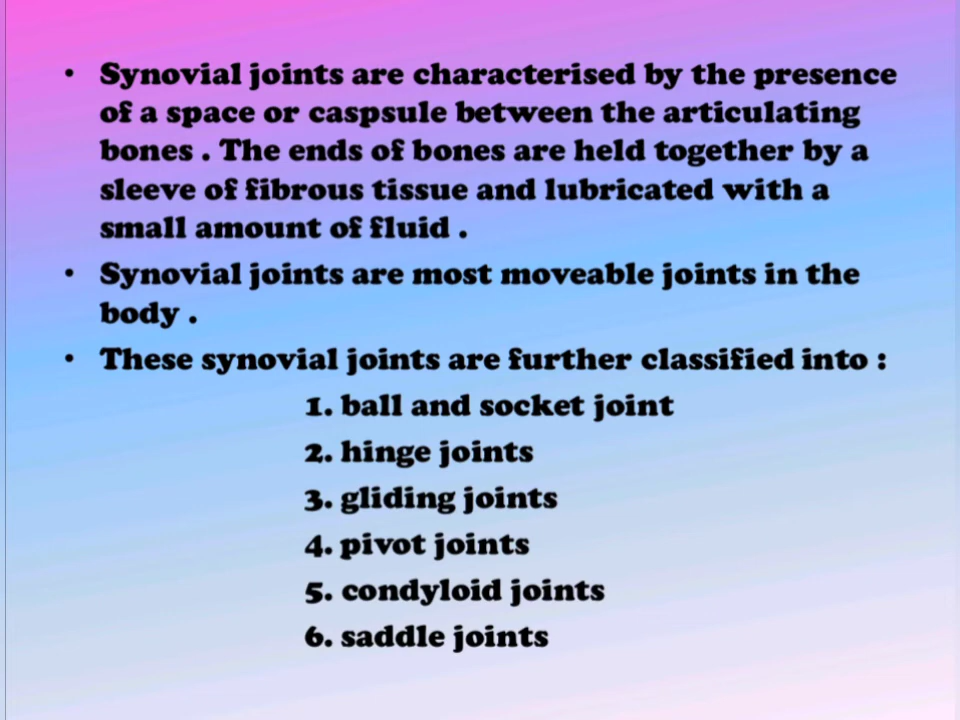 • Synovial joints are characterised by the presence
of a space or caspsule between the articulating
bones . The ends of bones are held together by a
sleeve of fibrous tissue and lubricated with a
small amount of fluid .
• Synovial joints are most moveable joints in the
body .
• These synovial joints are further classified into :
1. ball and socket joint
2. hinge joints
3. gliding joints
4. pivot joints
5. condyloid joints
6. saddle joints